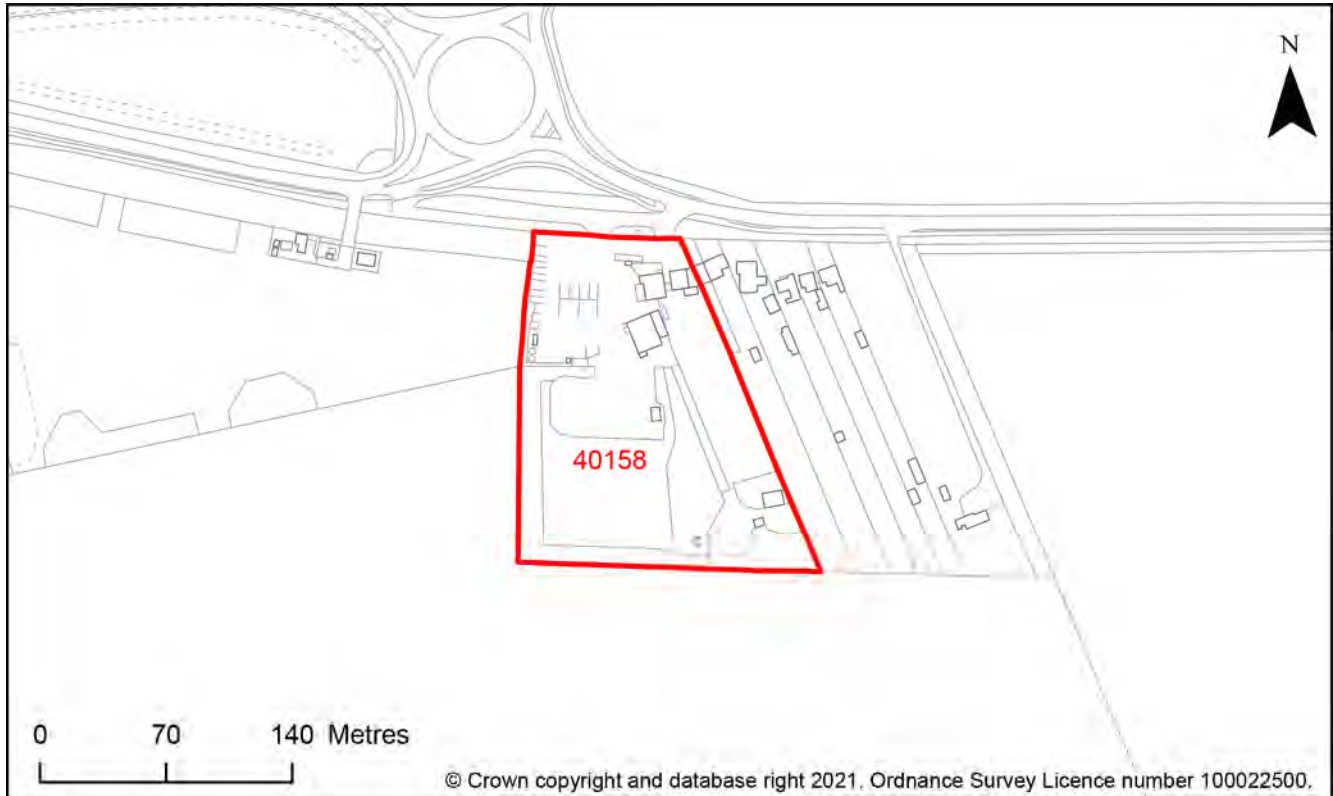 N
40158
0 70 140 Metres
© Crown copyright and database right 2021. Ordnance Survey Licence number 100022500.